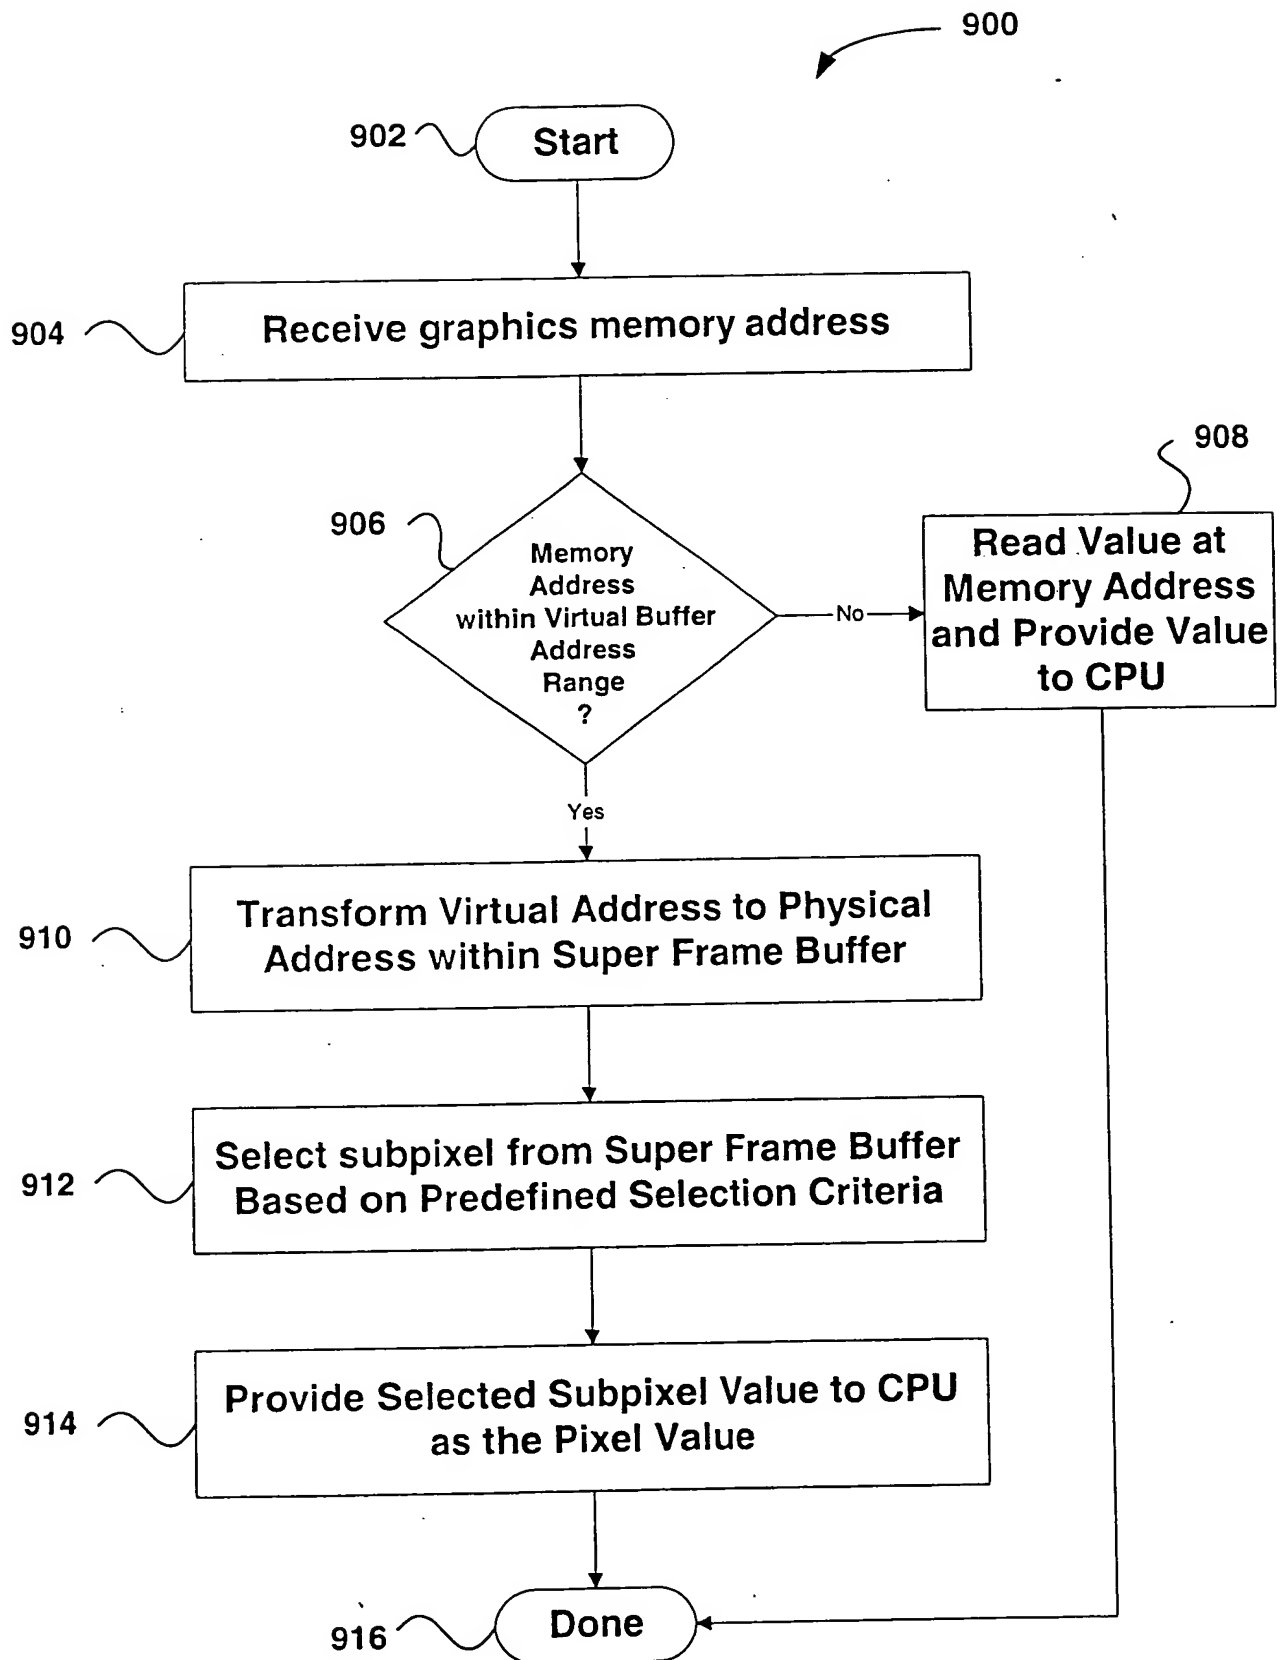 900
902
Start
904
Receive graphics memory address
906
Memory
Address
within Virtual Buffer
Address
Range
?
No
908
Read Value at
Memory Address
and Provide Value
to CPU
Yes
910
Transform Virtual Address to Physical
Address within Super Frame Buffer
912
Select subpixel from Super Frame Buffer
Based on Predefined Selection Criteria
914
Provide Selected Subpixel Value to CPU
as the Pixel Value
916
Done